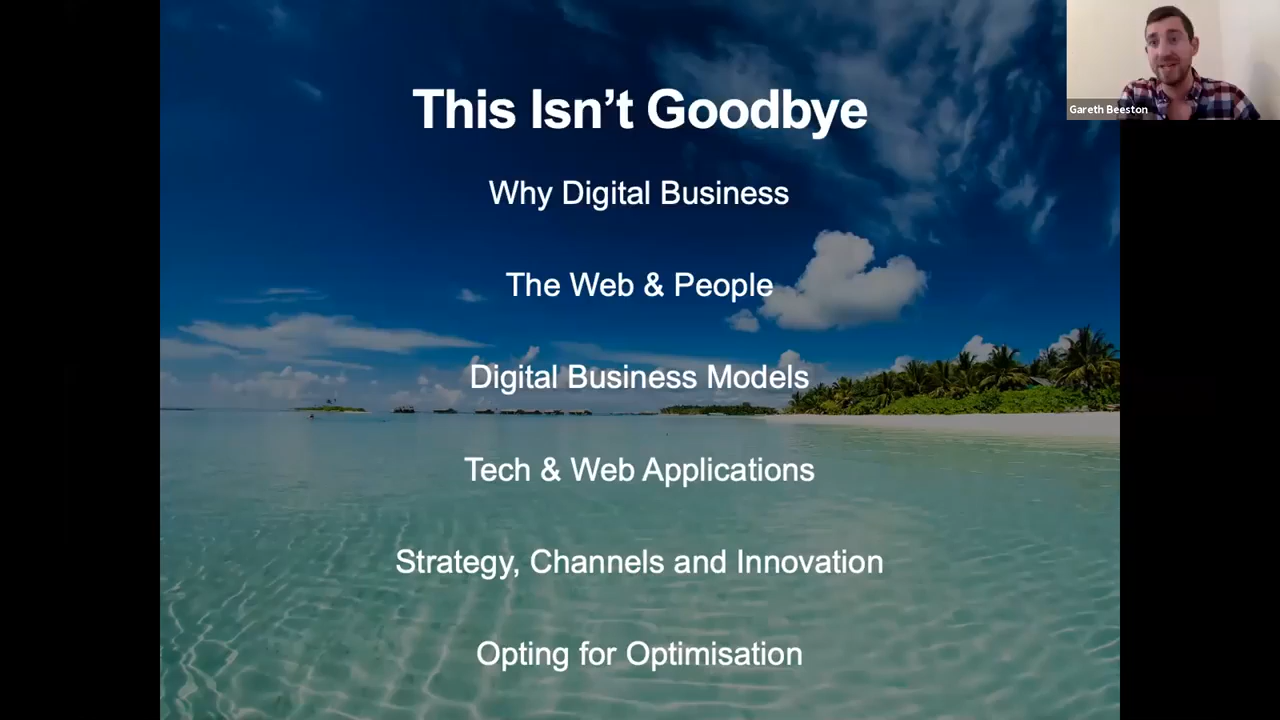 This Isn’t Goodbye
Why Digital Business
The Web & People
Digital Business Models
Tech & Web Applications
Strategy, Channels and Innovation
Opting for Optimisation
Gareth Beeston